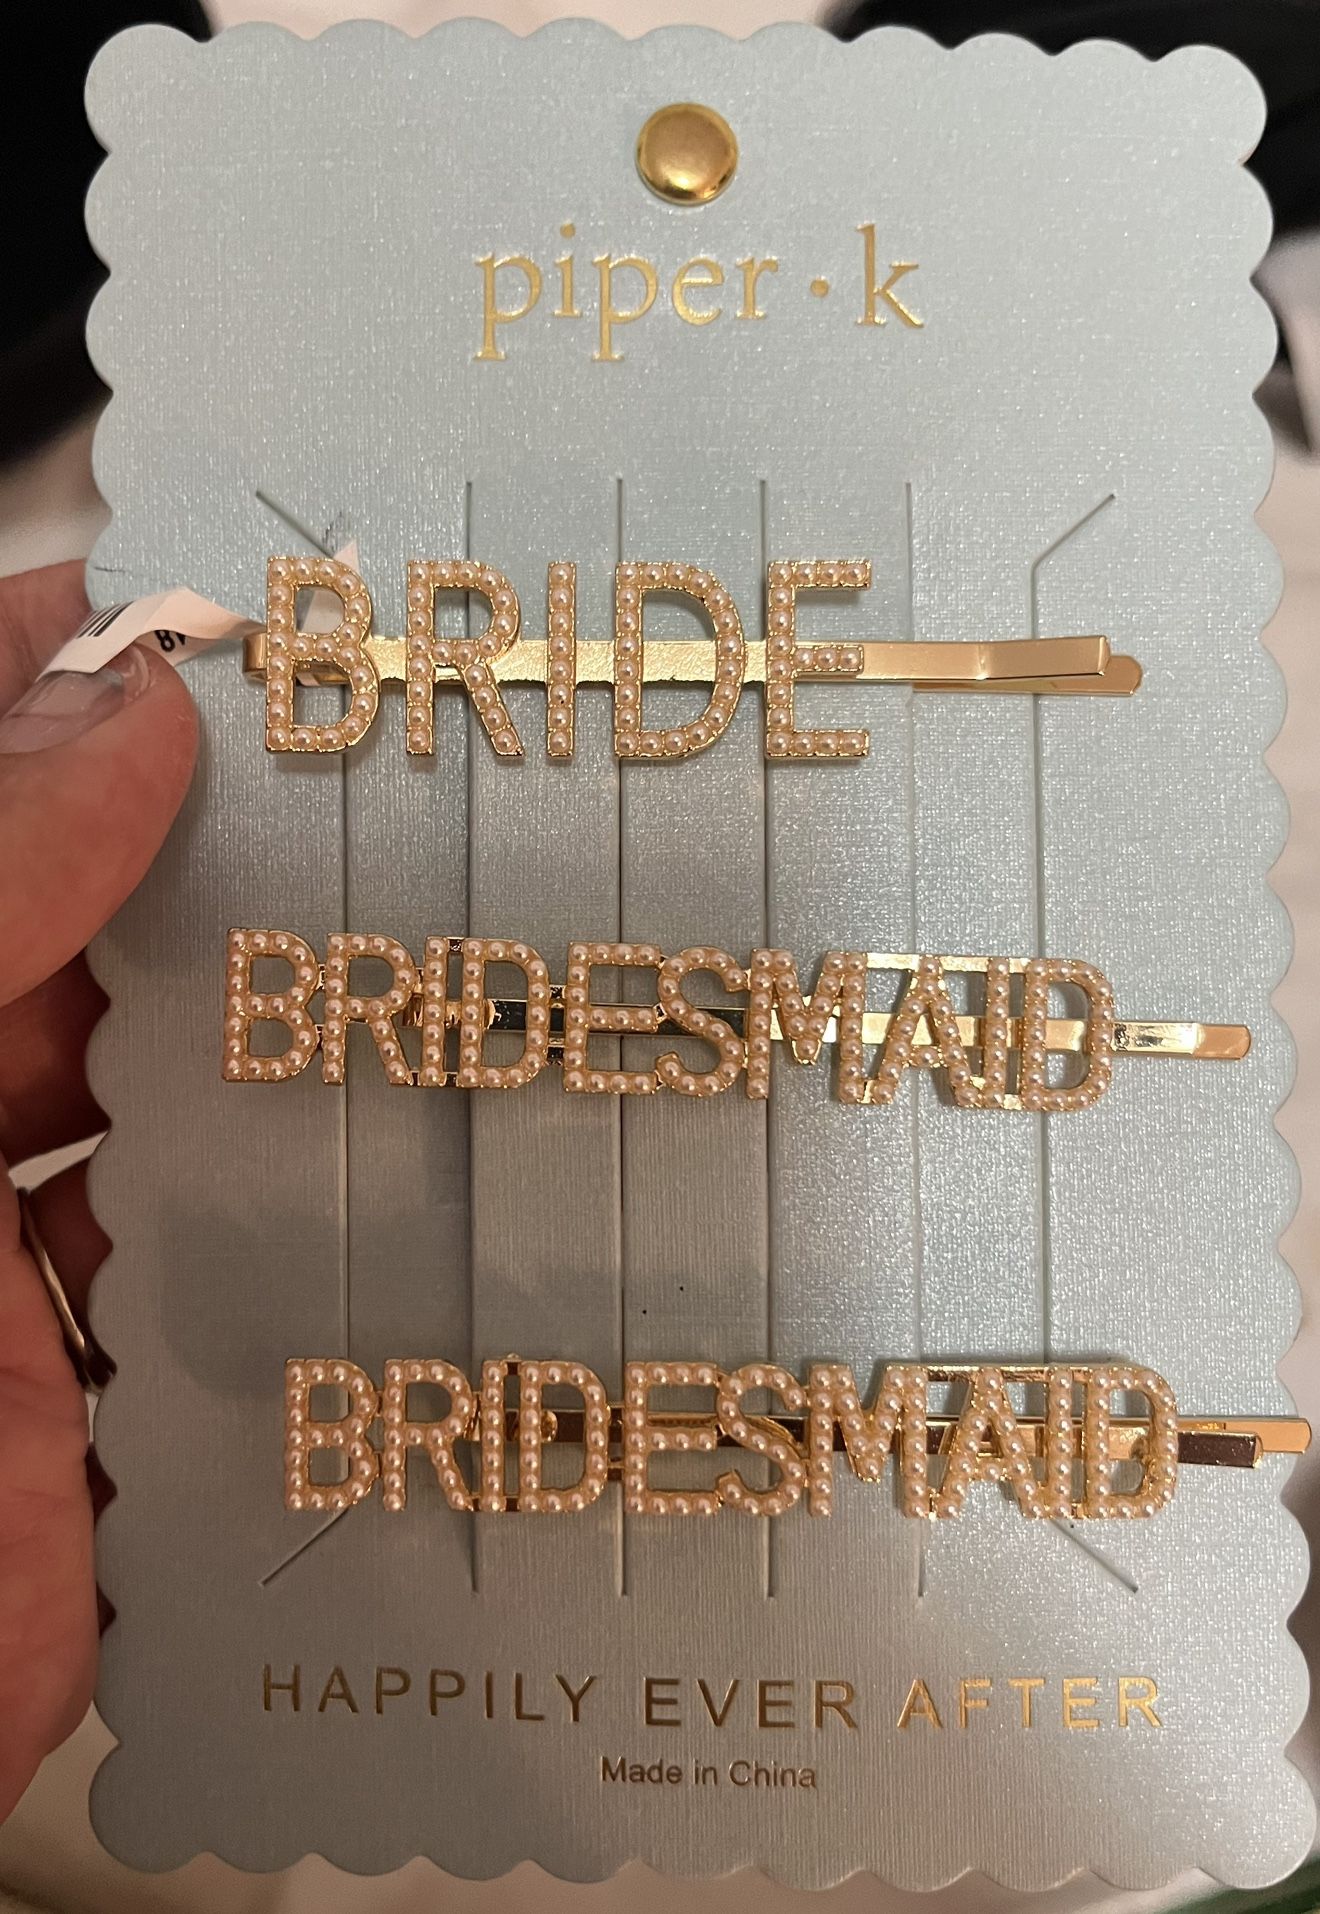 piper·k
BRIDE
BRIDESMAID
BRIDESMAID
HAPPILY EVER AFTER
Made in China